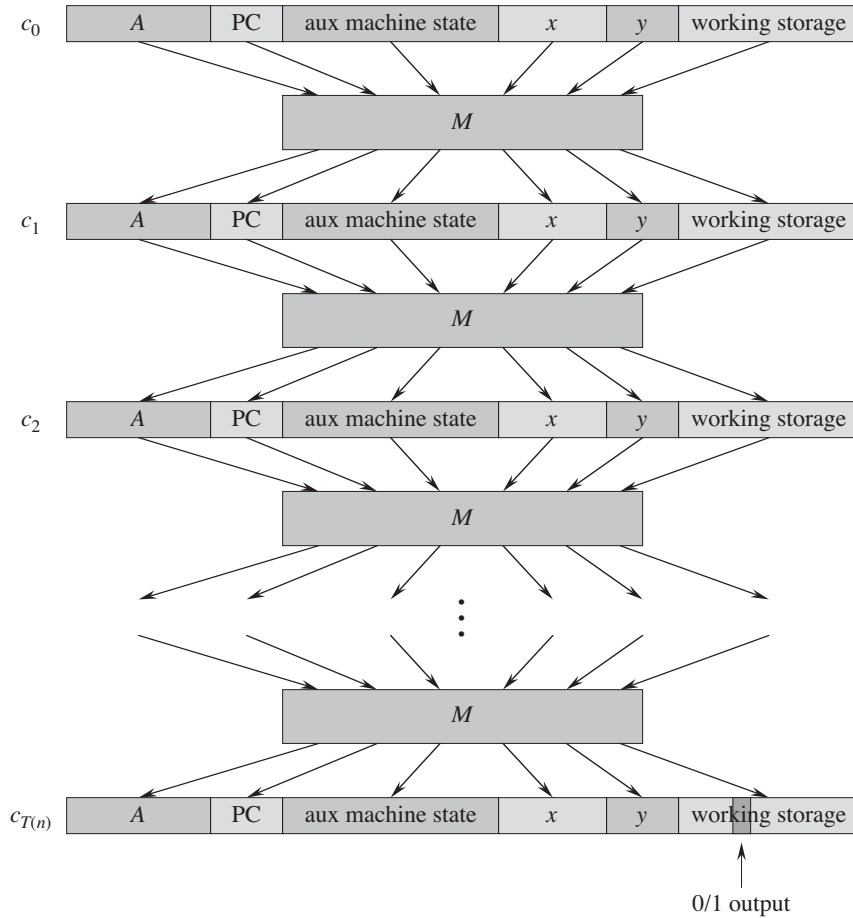 c0 A PC aux machine state x y working storage
M
c1 A PC aux machine state x y working storage
M
c2 A PC aux machine state x y working storage
M
M
cT(n) A PC aux machine state x y working storage
0/1 output